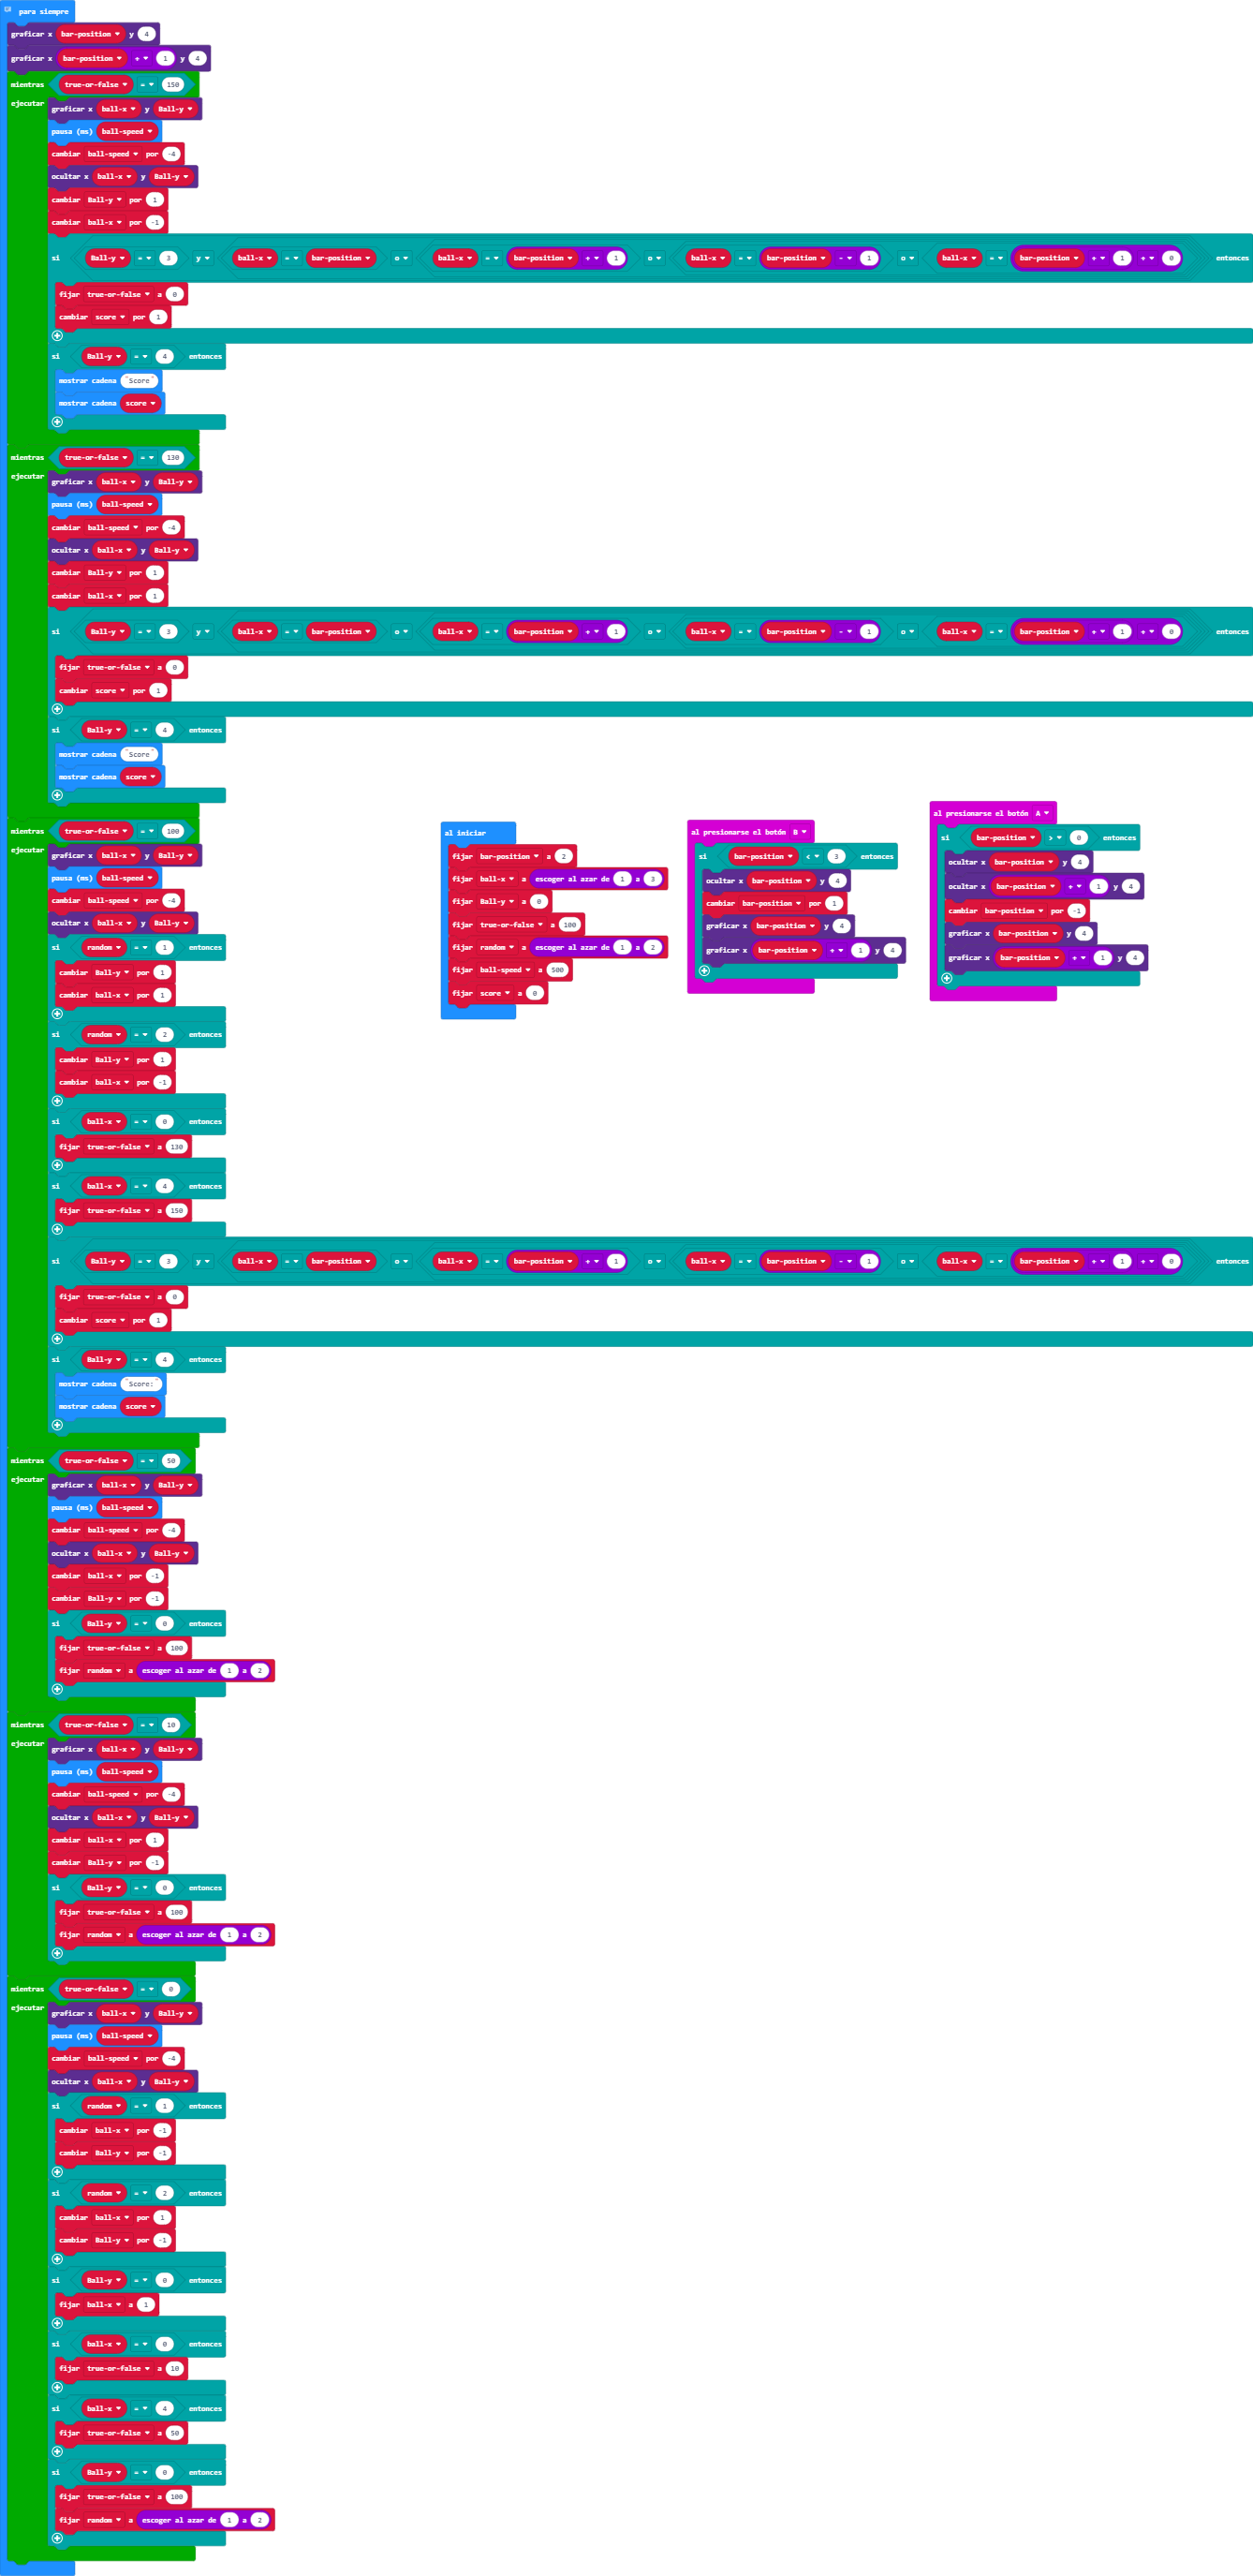 para siempre
graficar x bar-position y 4
graficar x bar-position + 1 y 4
mientras true-or-false = 150
ejecutar
graficar x ball-x y Ball-y
pausa (ms) ball-speed
cambiar ball-speed por -4
ocultar x ball-x y Ball-y
cambiar Ball-y por 1
cambiar ball-x por -1
si Ball-y = 3 y ball-x = bar-position o ball-x = bar-position + 1 o ball-x = bar-position - 1 o ball-x = bar-position + 1 + 0 entonces
fijar true-or-false a 0
cambiar score por 1
si Ball-y = 4 entonces
mostrar cadena "Score"
mostrar cadena score
mientras true-or-false = 130
ejecutar
graficar x ball-x y Ball-y
pausa (ms) ball-speed
cambiar ball-speed por -4
ocultar x ball-x y Ball-y
cambiar Ball-y por 1
cambiar ball-x por 1
si Ball-y = 3 y ball-x = bar-position o ball-x = bar-position + 1 o ball-x = bar-position - 1 o ball-x = bar-position + 1 + 0 entonces
fijar true-or-false a 0
cambiar score por 1
si Ball-y = 4 entonces
mostrar cadena "Score"
mostrar cadena score
mientras true-or-false = 100
ejecutar
graficar x ball-x y Ball-y
pausa (ms) ball-speed
cambiar ball-speed por -4
ocultar x ball-x y Ball-y
si random = 1 entonces
cambiar Ball-y por 1
cambiar ball-x por 1
si random = 2 entonces
cambiar Ball-y por 1
cambiar ball-x por -1
si ball-x = 0 entonces
fijar true-or-false a 130
si ball-x = 4 entonces
fijar true-or-false a 150
si Ball-y = 3 y ball-x = bar-position o ball-x = bar-position + 1 o ball-x = bar-position - 1 o ball-x = bar-position + 1 + 0 entonces
fijar true-or-false a 0
cambiar score por 1
si Ball-y = 4 entonces
mostrar cadena "Score:"
mostrar cadena score
mientras true-or-false = 50
ejecutar
graficar x ball-x y Ball-y
pausa (ms) ball-speed
cambiar ball-speed por -4
ocultar x ball-x y Ball-y
cambiar ball-x por -1
cambiar Ball-y por -1
si Ball-y = 0 entonces
fijar true-or-false a 100
fijar random a escoger al azar de 1 a 2
mientras true-or-false = 10
ejecutar
graficar x ball-x y Ball-y
pausa (ms) ball-speed
cambiar ball-speed por -4
ocultar x ball-x y Ball-y
cambiar ball-x por 1
cambiar Ball-y por -1
si Ball-y = 0 entonces
fijar true-or-false a 100
fijar random a escoger al azar de 1 a 2
mientras true-or-false = 0
ejecutar
graficar x ball-x y Ball-y
pausa (ms) ball-speed
cambiar ball-speed por -4
ocultar x ball-x y Ball-y
si random = 1 entonces
cambiar ball-x por -1
cambiar Ball-y por -1
si random = 2 entonces
cambiar ball-x por 1
cambiar Ball-y por -1
si Ball-y = 0 entonces
fijar ball-x a 1
si ball-x = 0 entonces
fijar true-or-false a 10
si ball-x = 4 entonces
fijar true-or-false a 50
si Ball-y = 0 entonces
fijar true-or-false a 100
fijar random a escoger al azar de 1 a 2
al iniciar
fijar bar-position a 2
fijar ball-x a escoger al azar de 1 a 3
fijar Ball-y a 0
fijar true-or-false a 100
fijar random a escoger al azar de 1 a 2
fijar ball-speed a 500
fijar score a 0
al presionarse el botón B
si bar-position < 3 entonces
ocultar x bar-position y 4
cambiar bar-position por 1
graficar x bar-position y 4
graficar x bar-position + 1 y 4
al presionarse el botón A
si bar-position > 0 entonces
ocultar x bar-position y 4
ocultar x bar-position + 1 y 4
cambiar bar-position por -1
graficar x bar-position y 4
graficar x bar-position + 1 y 4